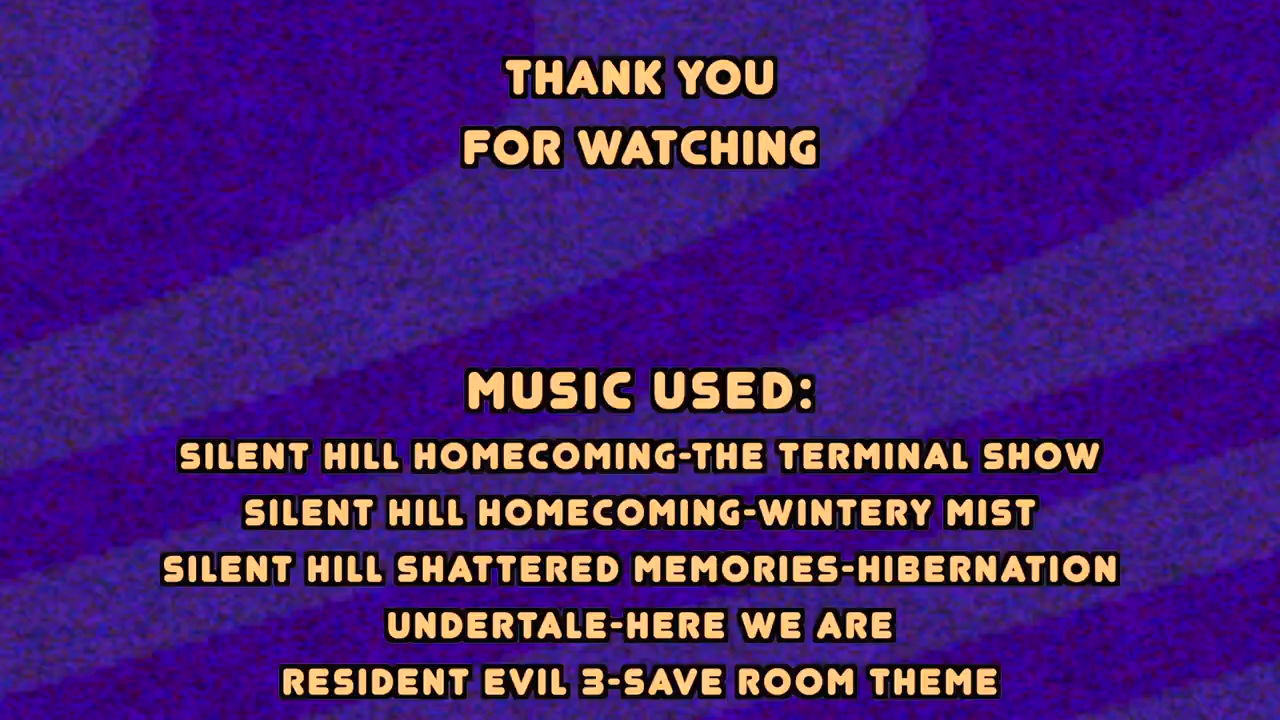 THANK YOU
FOR WATCHING
MUSIC USED:
SILENT HILL HOMECOMING-THE TERMINAL SHOW
SILENT HILL HOMECOMING-WINTERY MIST
SILENT HILL SHATTERED MEMORIES-HIBERNATION
UNDERTALE-HERE WE ARE
RESIDENT EVIL 3-SAVE ROOM THEME